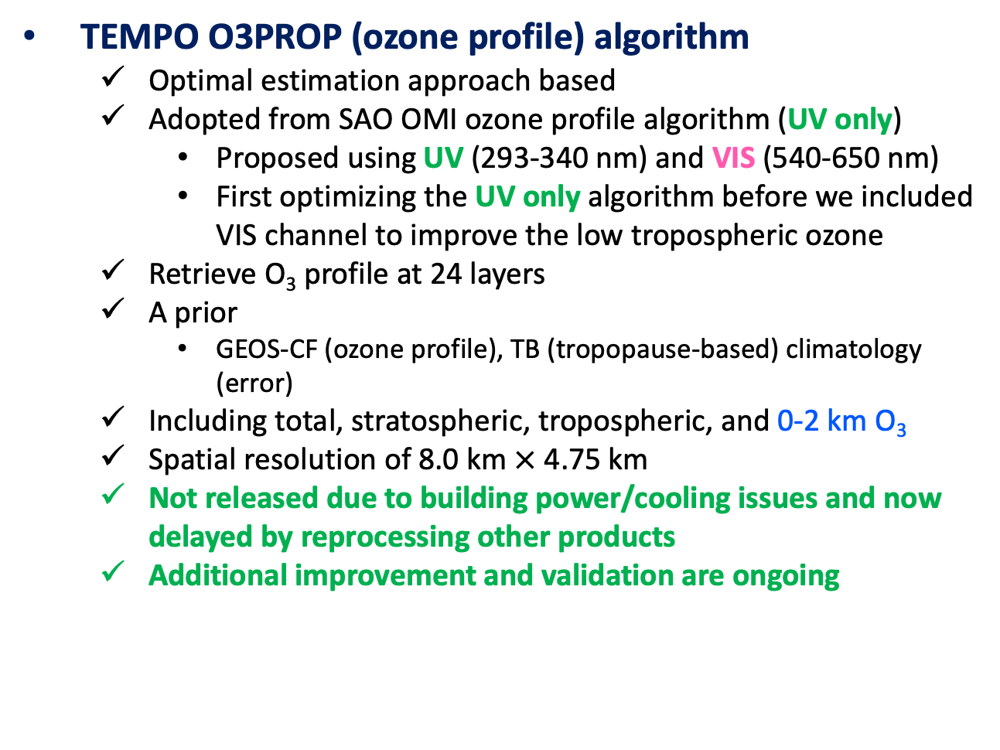 • TEMPO O3PROP (ozone profile) algorithm
✓ Optimal estimation approach based
✓ Adopted from SAO OMI ozone profile algorithm (UV only)
• Proposed using UV (293-340 nm) and VIS (540-650 nm)
• First optimizing the UV only algorithm before we included
VIS channel to improve the low tropospheric ozone
✓ Retrieve O₃ profile at 24 layers
✓ A prior
• GEOS-CF (ozone profile), TB (tropopause-based) climatology
(error)
✓ Including total, stratospheric, tropospheric, and 0-2 km O₃
✓ Spatial resolution of 8.0 km × 4.75 km
✓ Not released due to building power/cooling issues and now
delayed by reprocessing other products
✓ Additional improvement and validation are ongoing